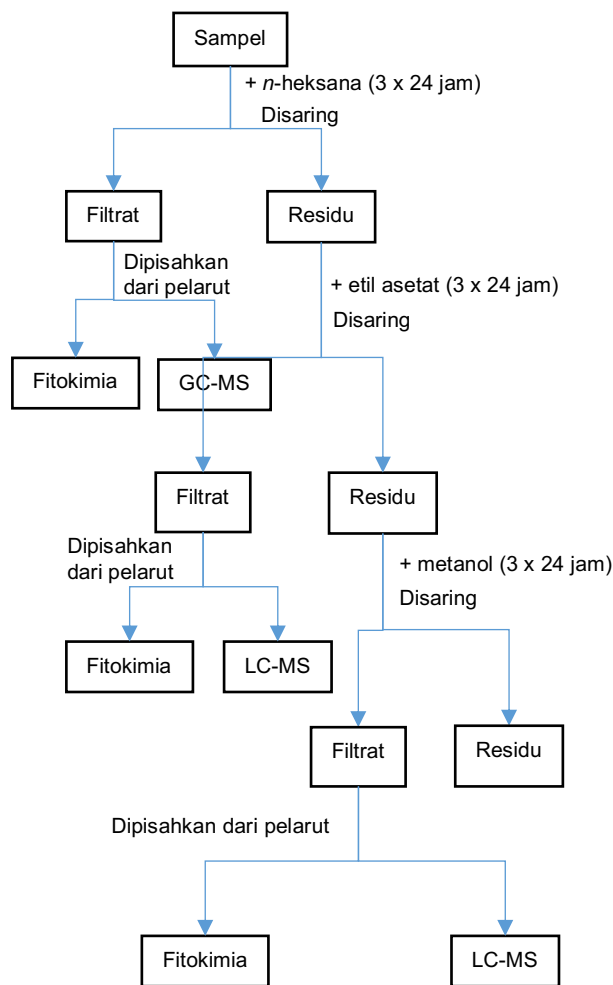 Sampel
+ n-heksana (3 x 24 jam)
Disaring
Filtrat
Residu
Dipisahkan
dari pelarut
+ etil asetat (3 x 24 jam)
Disaring
Fitokimia
GC-MS
Filtrat
Residu
Dipisahkan
dari pelarut
+ metanol (3 x 24 jam)
Disaring
Fitokimia
LC-MS
Filtrat
Residu
Dipisahkan dari pelarut
Fitokimia
LC-MS